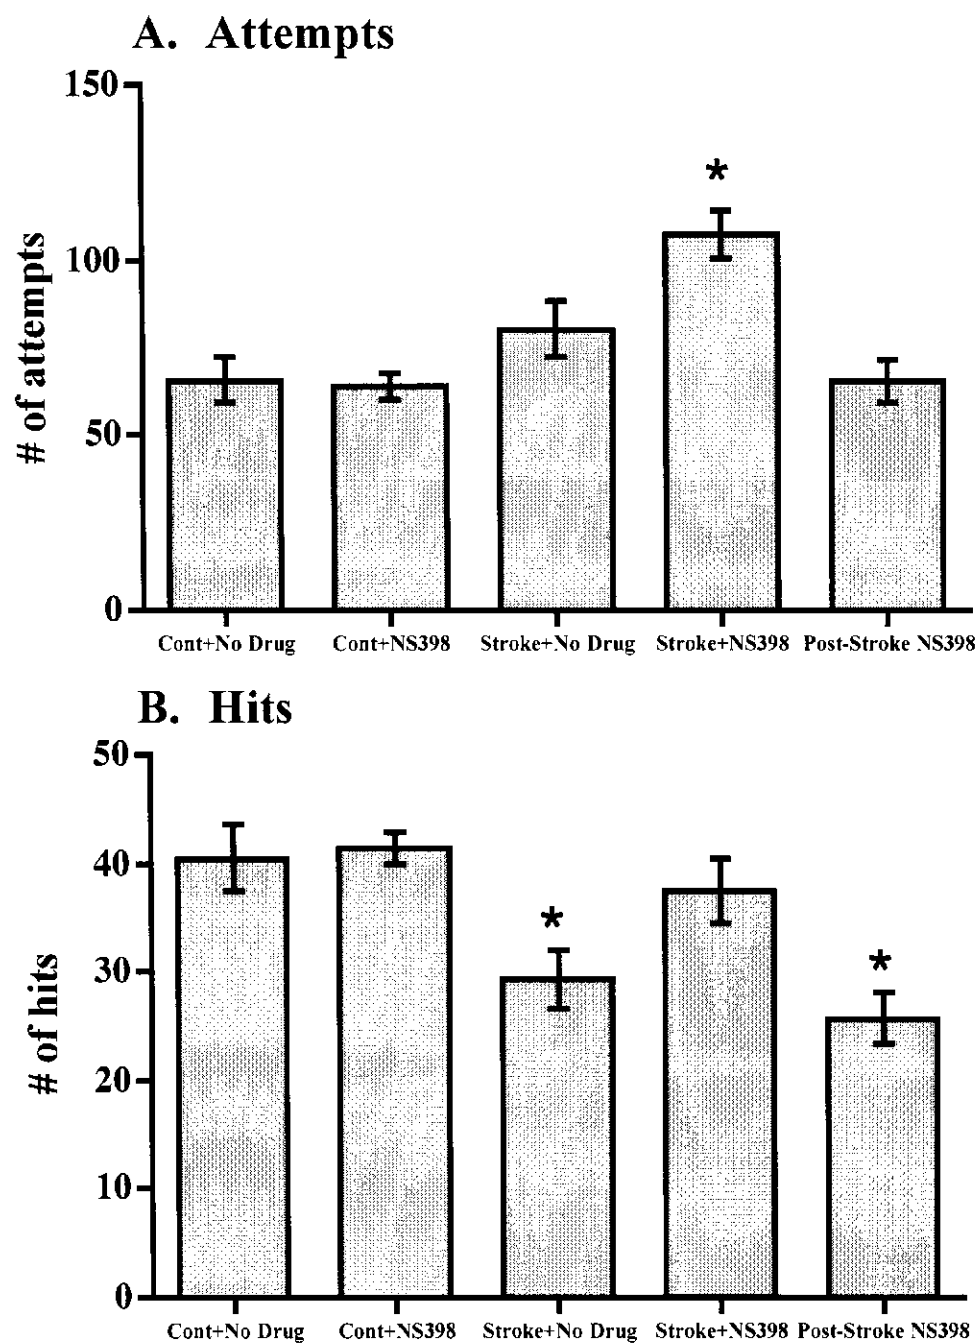 A. Attempts
150
100
50
0
# of attempts
*
Cont+No Drug Cont+NS398 Stroke+No Drug Stroke+NS398 Post-Stroke NS398
B. Hits
50
40
30
20
10
0
# of hits
*
*
Cont+No Drug Cont+NS398 Stroke+No Drug Stroke+NS398 Post-Stroke NS398